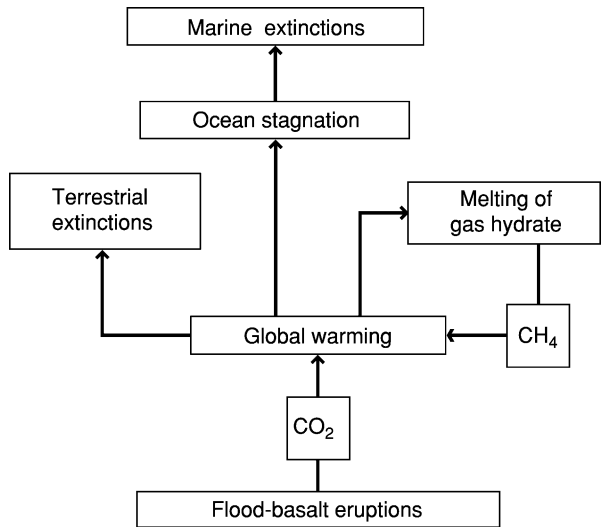 Marine extinctions
Ocean stagnation
Terrestrial
extinctions
Melting of
gas hydrate
Global warming
CH₄
CO₂
Flood-basalt eruptions